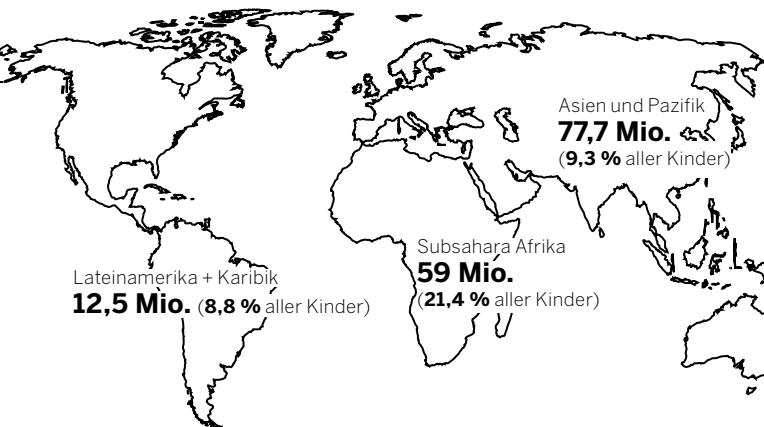 Asien und Pazifik
77,7 Mio.
(9,3 % aller Kinder)
Subsahara Afrika
59 Mio.
(21,4 % aller Kinder)
Lateinamerika + Karibik
12,5 Mio. (8,8 % aller Kinder)